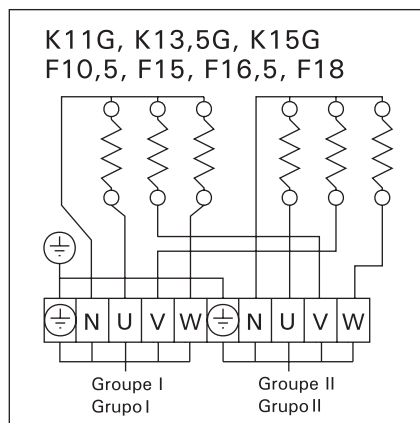 K11G, K13,5G, K15G
F10,5, F15, F16,5, F18
N U V W N U V W
Groupe I Groupe II
Grupo I Grupo II